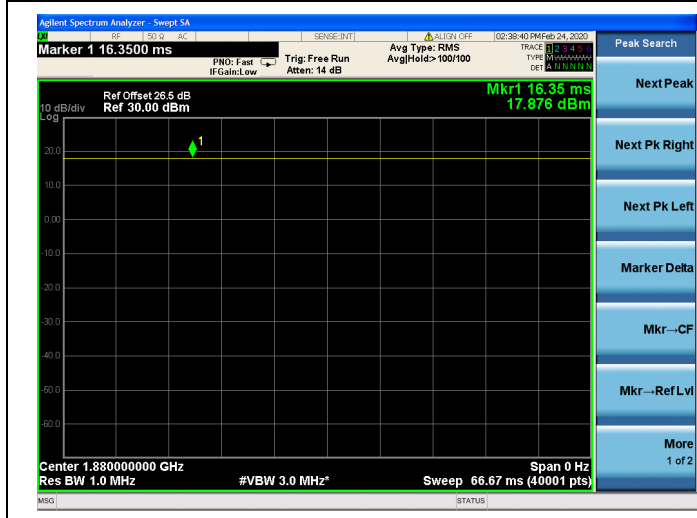 Agilent Spectrum Analyzer - Swept SA
RF 50 Ω AC SENSE:INT ALIGN OFF 02:38:40 PM Feb 24, 2020
Marker 1 16.3500 ms
PNO: Fast
IFGain:Low
Trig: Free Run
Atten: 14 dB
Avg Type: RMS
Avg|Hold:>100/100
TRACE 1 2 3 4 5 6
TYPE M
DET A N N N N N
Peak Search
Mkr1 16.35 ms
17.876 dBm
Ref Offset 26.5 dB
10 dB/div Ref 30.00 dBm
Log
1
20.0
10.0
0.00
-10.0
-20.0
-30.0
-40.0
-50.0
-60.0
Center 1.880000000 GHz Span 0 Hz
Res BW 1.0 MHz #VBW 3.0 MHz* Sweep 66.67 ms (40001 pts)
MSG STATUS
Next Peak
Next Pk Right
Next Pk Left
Marker Delta
Mkr→CF
Mkr→Ref Lvl
More
1 of 2